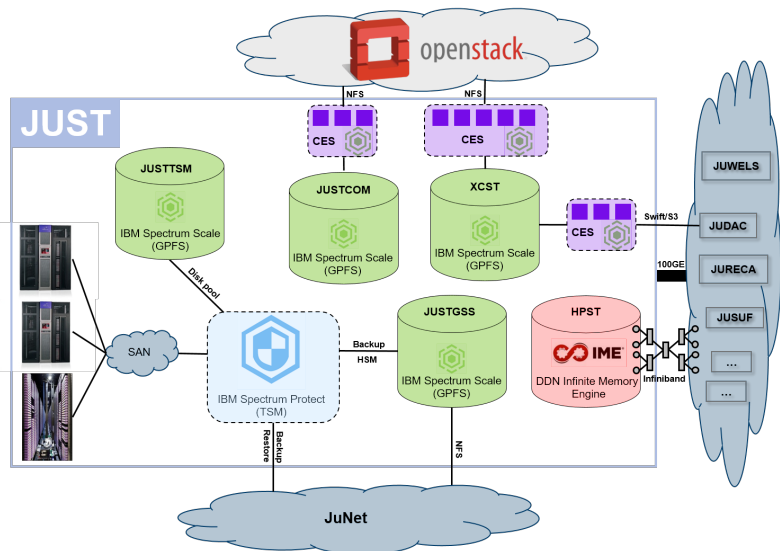 openstack
NFS
NFS
JUST
CES
CES
JUSTTSM
IBM Spectrum Scale
(GPFS)
JUSTCOM
IBM Spectrum Scale
(GPFS)
XCST
IBM Spectrum Scale
(GPFS)
CES
Swift/S3
JUWELS
JUDAC
100GE
JURECA
JUSUF
...
...
Disk pool
SAN
IBM Spectrum Protect
(TSM)
Backup
HSM
JUSTGSS
IBM Spectrum Scale
(GPFS)
HPST
IME
DDN Infinite Memory
Engine
Infiniband
Backup
Restore
NFS
JuNet